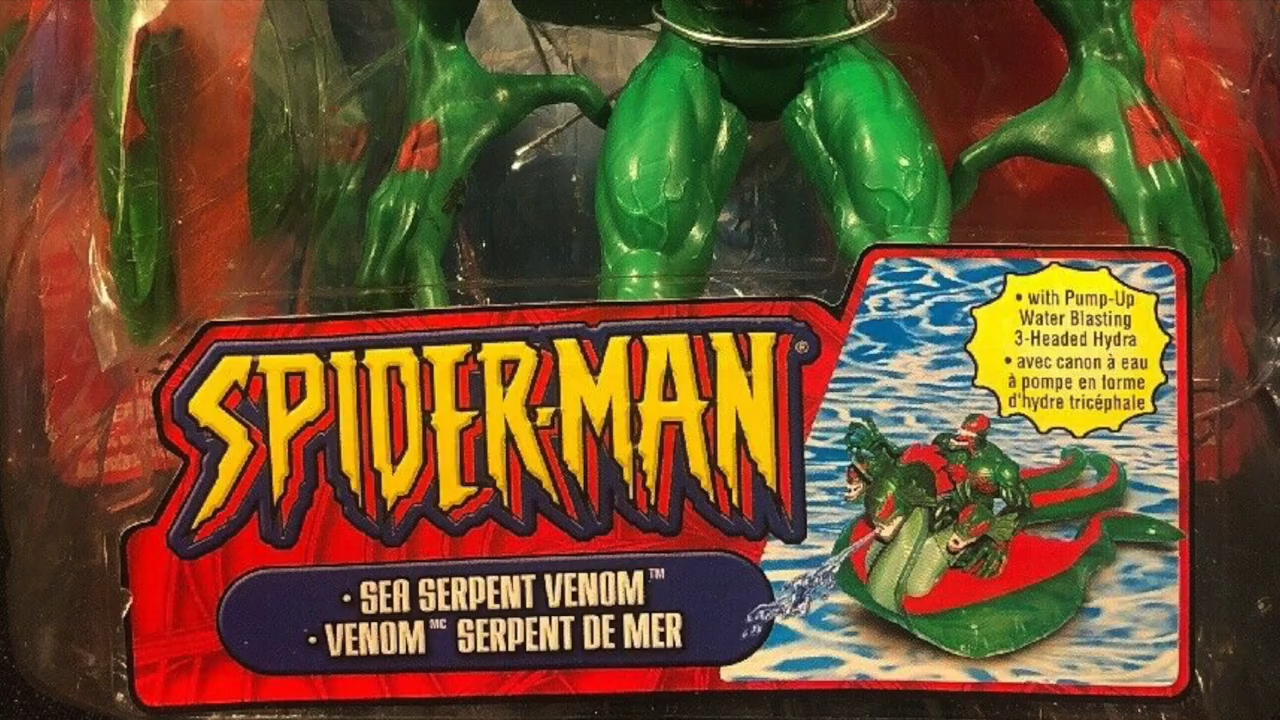 SPIDER-MAN®
• SEA SERPENT VENOM™
• VENOM MC SERPENT DE MER
• with Pump-Up
Water Blasting
3-Headed Hydra
• avec canon à eau
à pompe en forme
d'hydre tricéphale